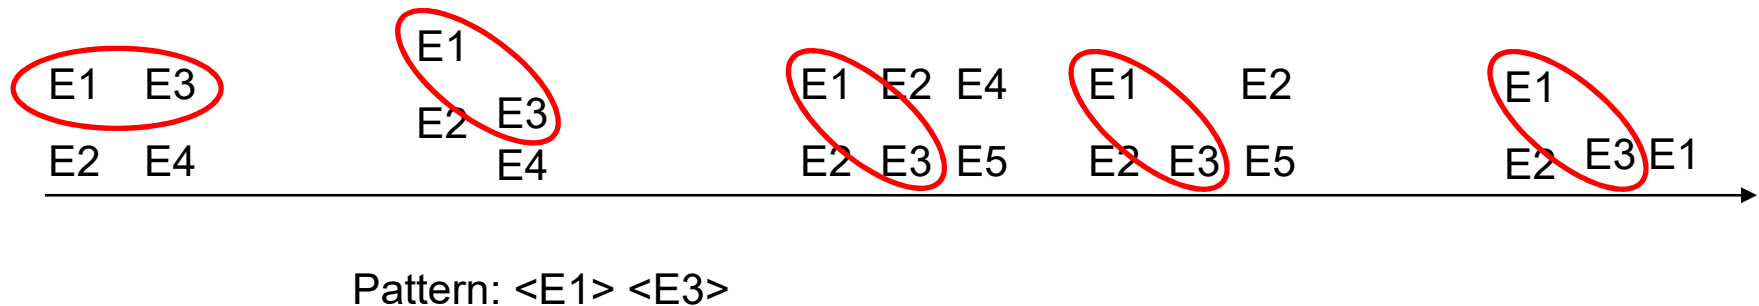 E1
E1 E3 E1 E2 E4 E1 E2 E1
E2 E3
E2 E4 E4 E2 E3 E5 E2 E3 E5 E2 E3 E1
Pattern: <E1> <E3>